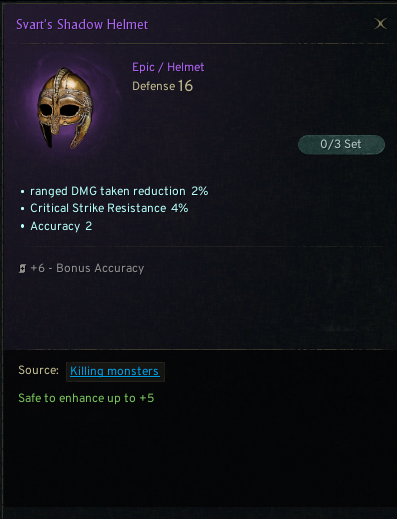 Svart's Shadow Helmet
Epic / Helmet
Defense 16
0/3 Set
• ranged DMG taken reduction 2%
• Critical Strike Resistance 4%
• Accuracy 2
+6 - Bonus Accuracy
Source: Killing monsters
Safe to enhance up to +5